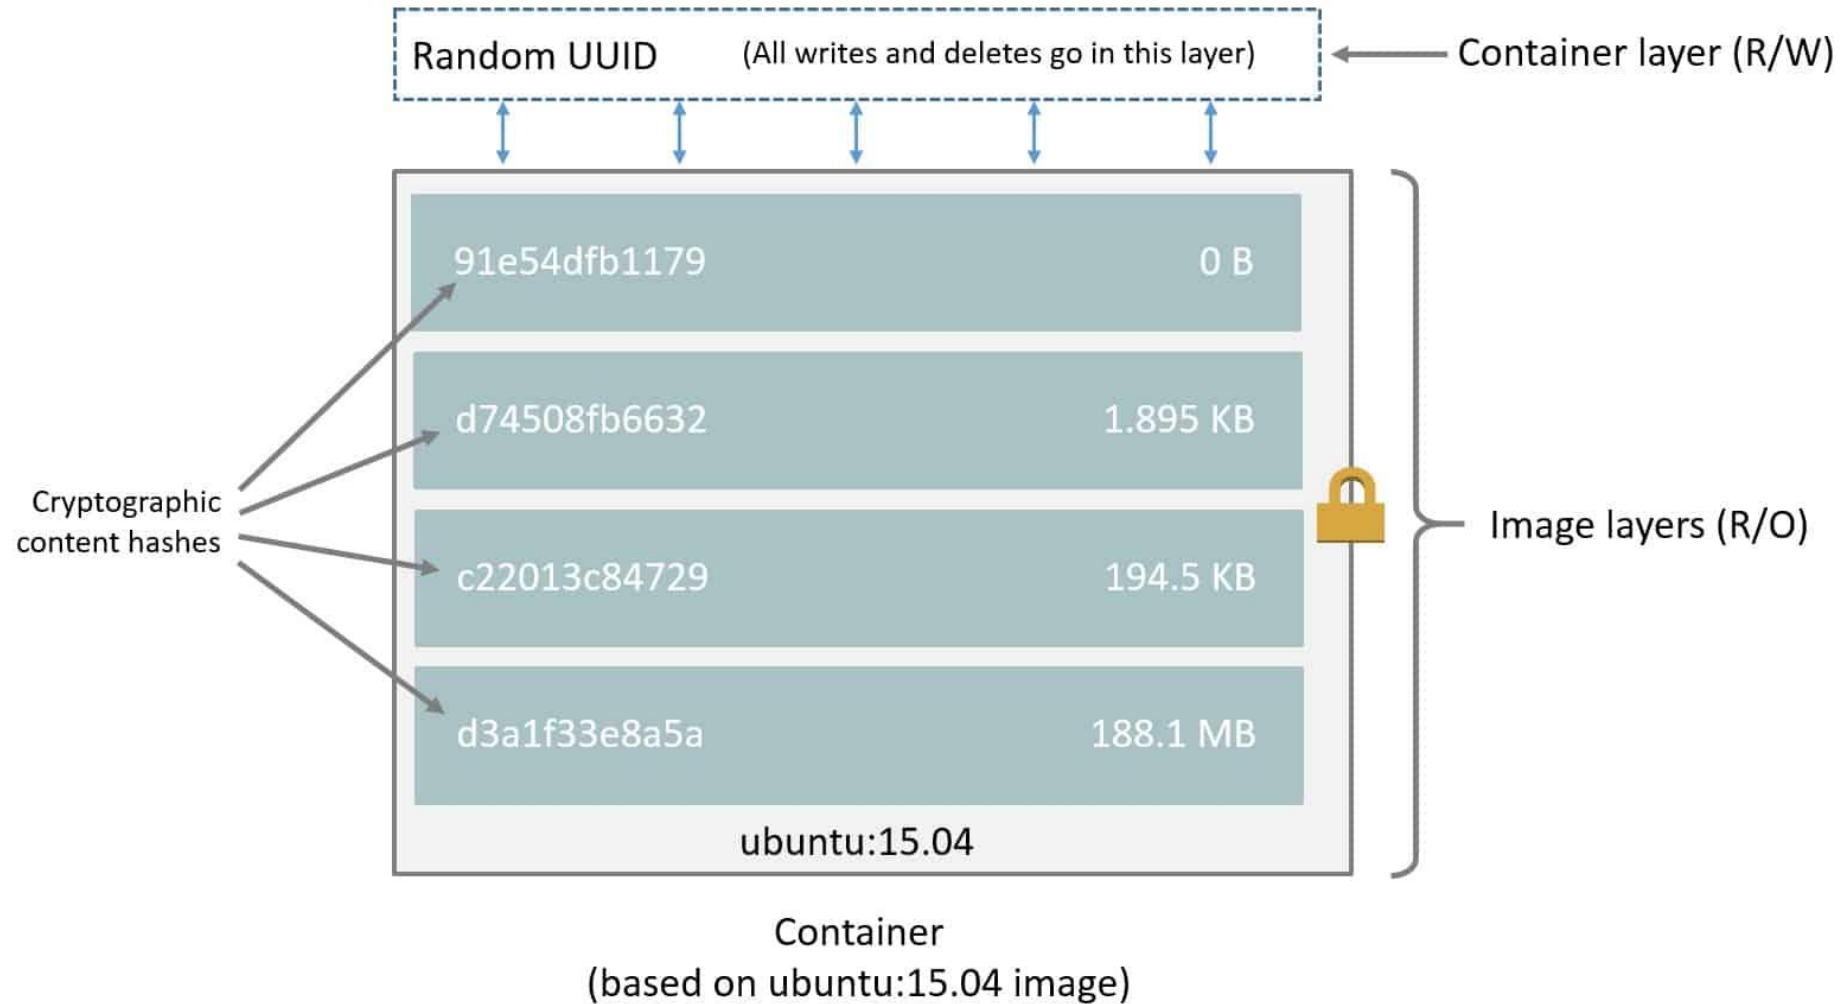 Random UUID (All writes and deletes go in this layer)
Container layer (R/W)
91e54dfb1179 0 B
d74508fb6632 1.895 KB
Cryptographic
content hashes
Image layers (R/O)
c22013c84729 194.5 KB
d3a1f33e8a5a 188.1 MB
ubuntu:15.04
Container
(based on ubuntu:15.04 image)